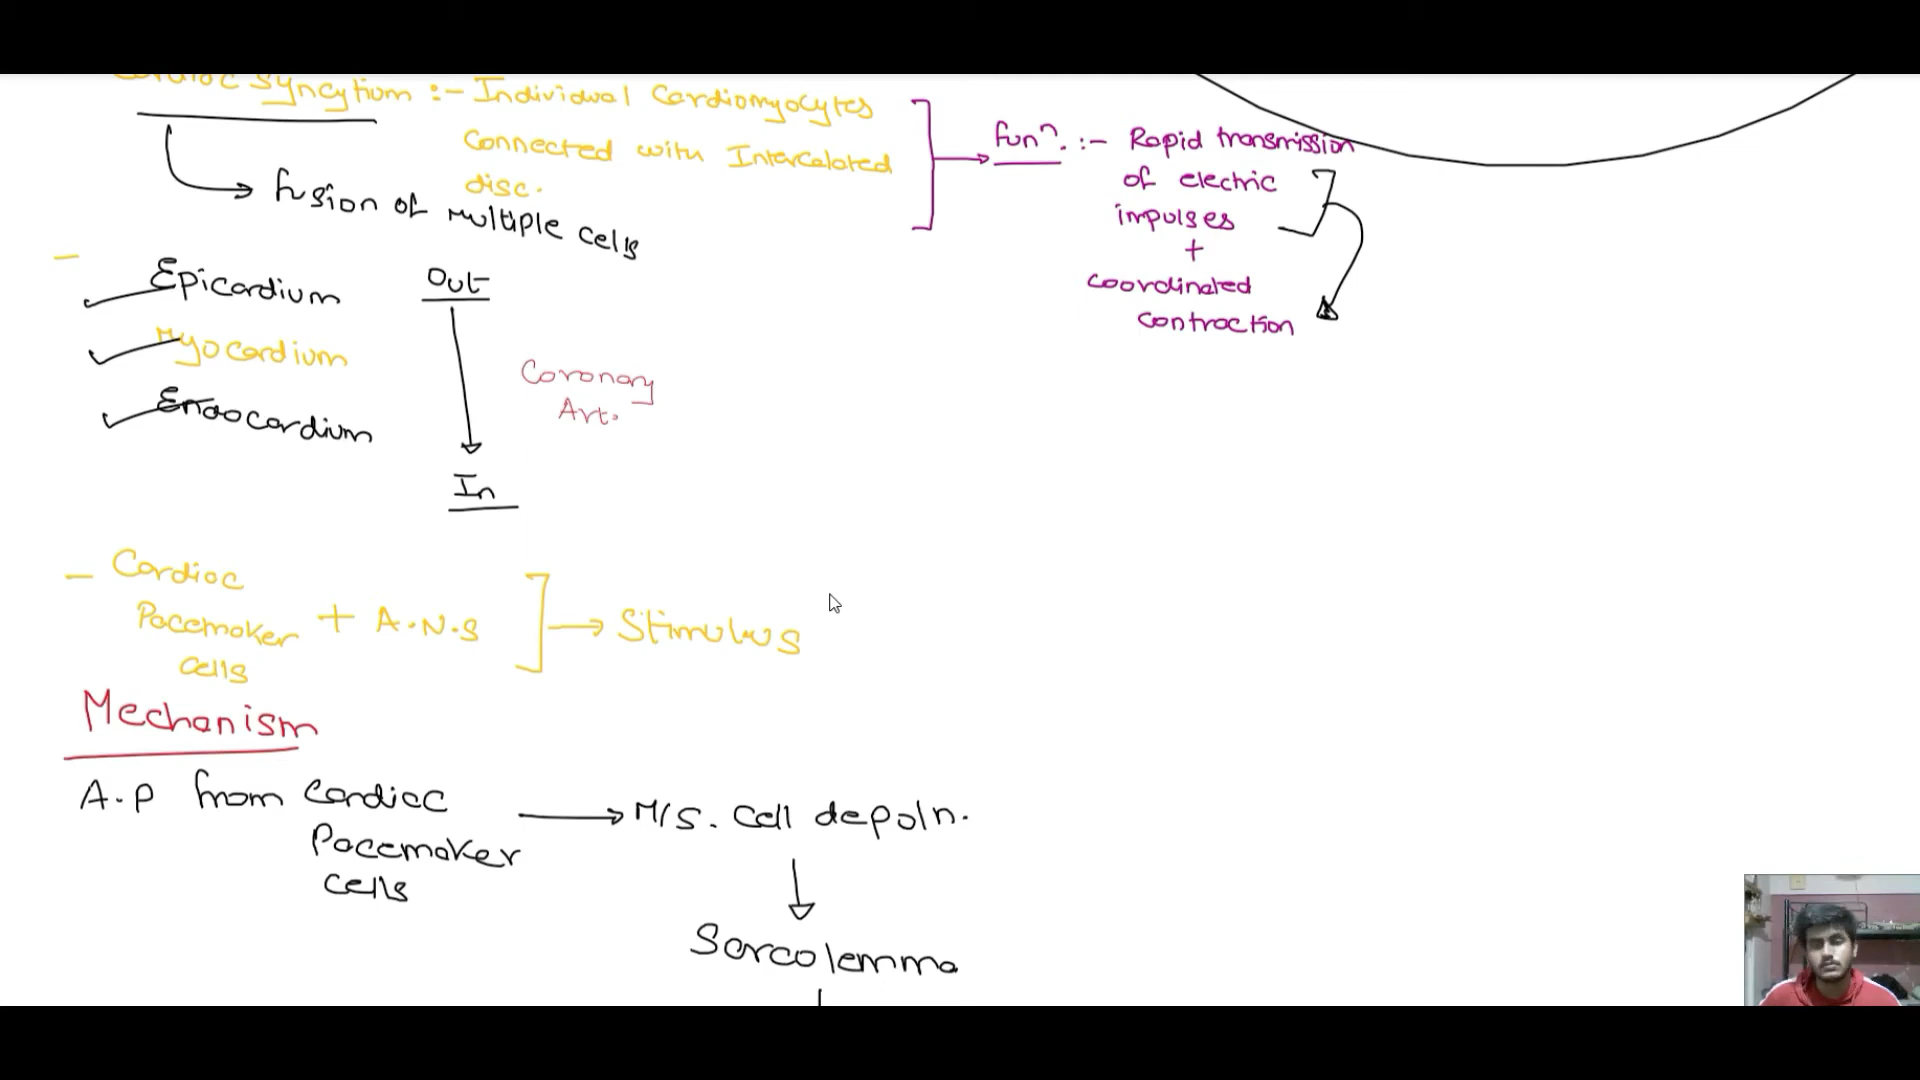 Syncytium :- Individual Cardiomyocytes
Connected with Intercalated
disc.
fusion of Multiple cells
funⁿ. :- Rapid transmission
of electric
impulses
+
coordinated
contraction
- Epicardium
Myocardium
Endocardium
Out
Coronary
Art.
In
- Cardiac
Pacemaker
cells
+ A.N.S
→ Stimulus
Mechanism
A.P from Cardiac
Pacemaker
cells
→ M/S. Cell depoln.
Sarcolemma